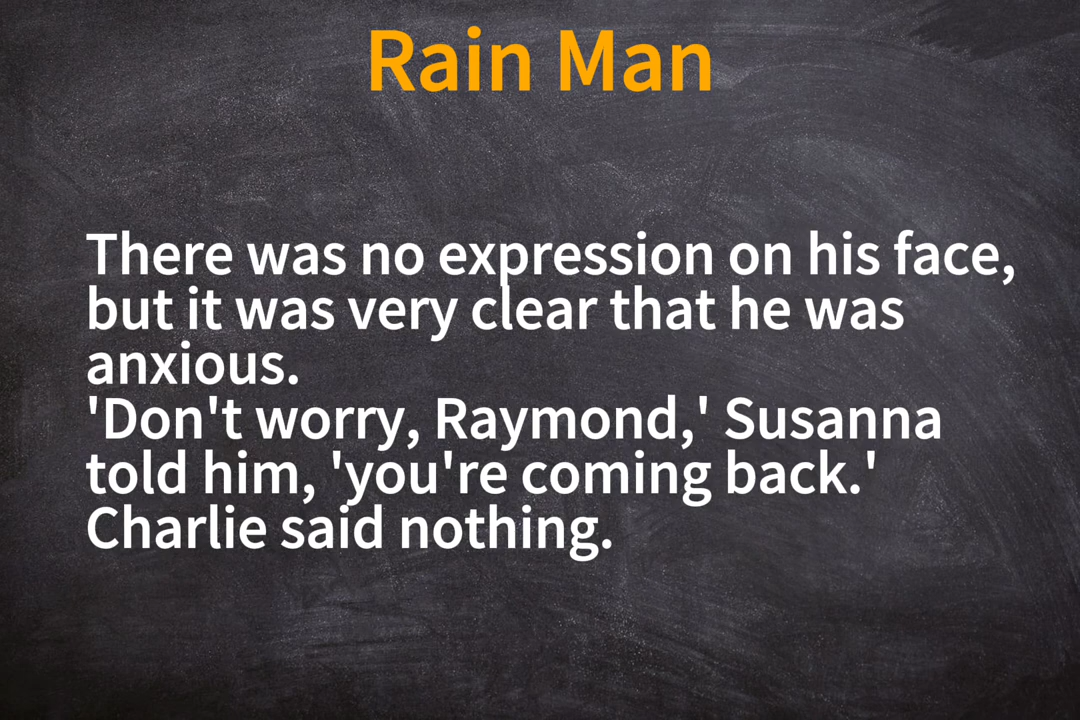 Rain Man
There was no expression on his face,
but it was very clear that he was
anxious.
'Don't worry, Raymond,' Susanna
told him, 'you're coming back.'
Charlie said nothing.